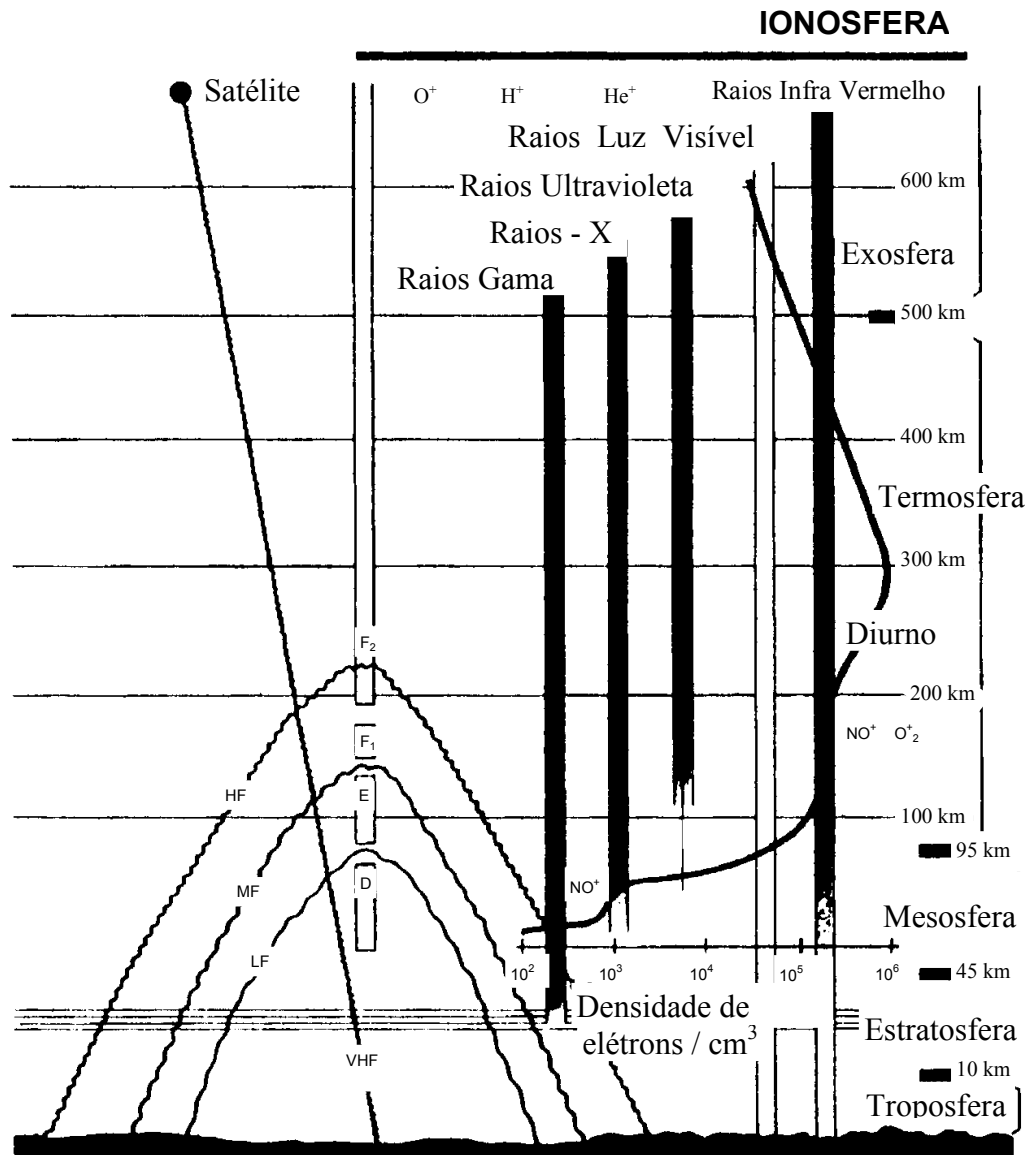 IONOSFERA
Satélite
O+ H+ He+ Raios Infra Vermelho
Raios Luz Visível
Raios Ultravioleta
600 km
Raios - X
Exosfera
Raios Gama
500 km
400 km
Termosfera
300 km
F2
Diurno
200 km
F1
NO+ O+2
HF
E
100 km
95 km
MF
D
NO+
Mesosfera
LF
10² 10³ 10⁴ 10⁵ 10⁶
45 km
Densidade de
elétrons / cm³
Estratosfera
VHF
10 km
Troposfera